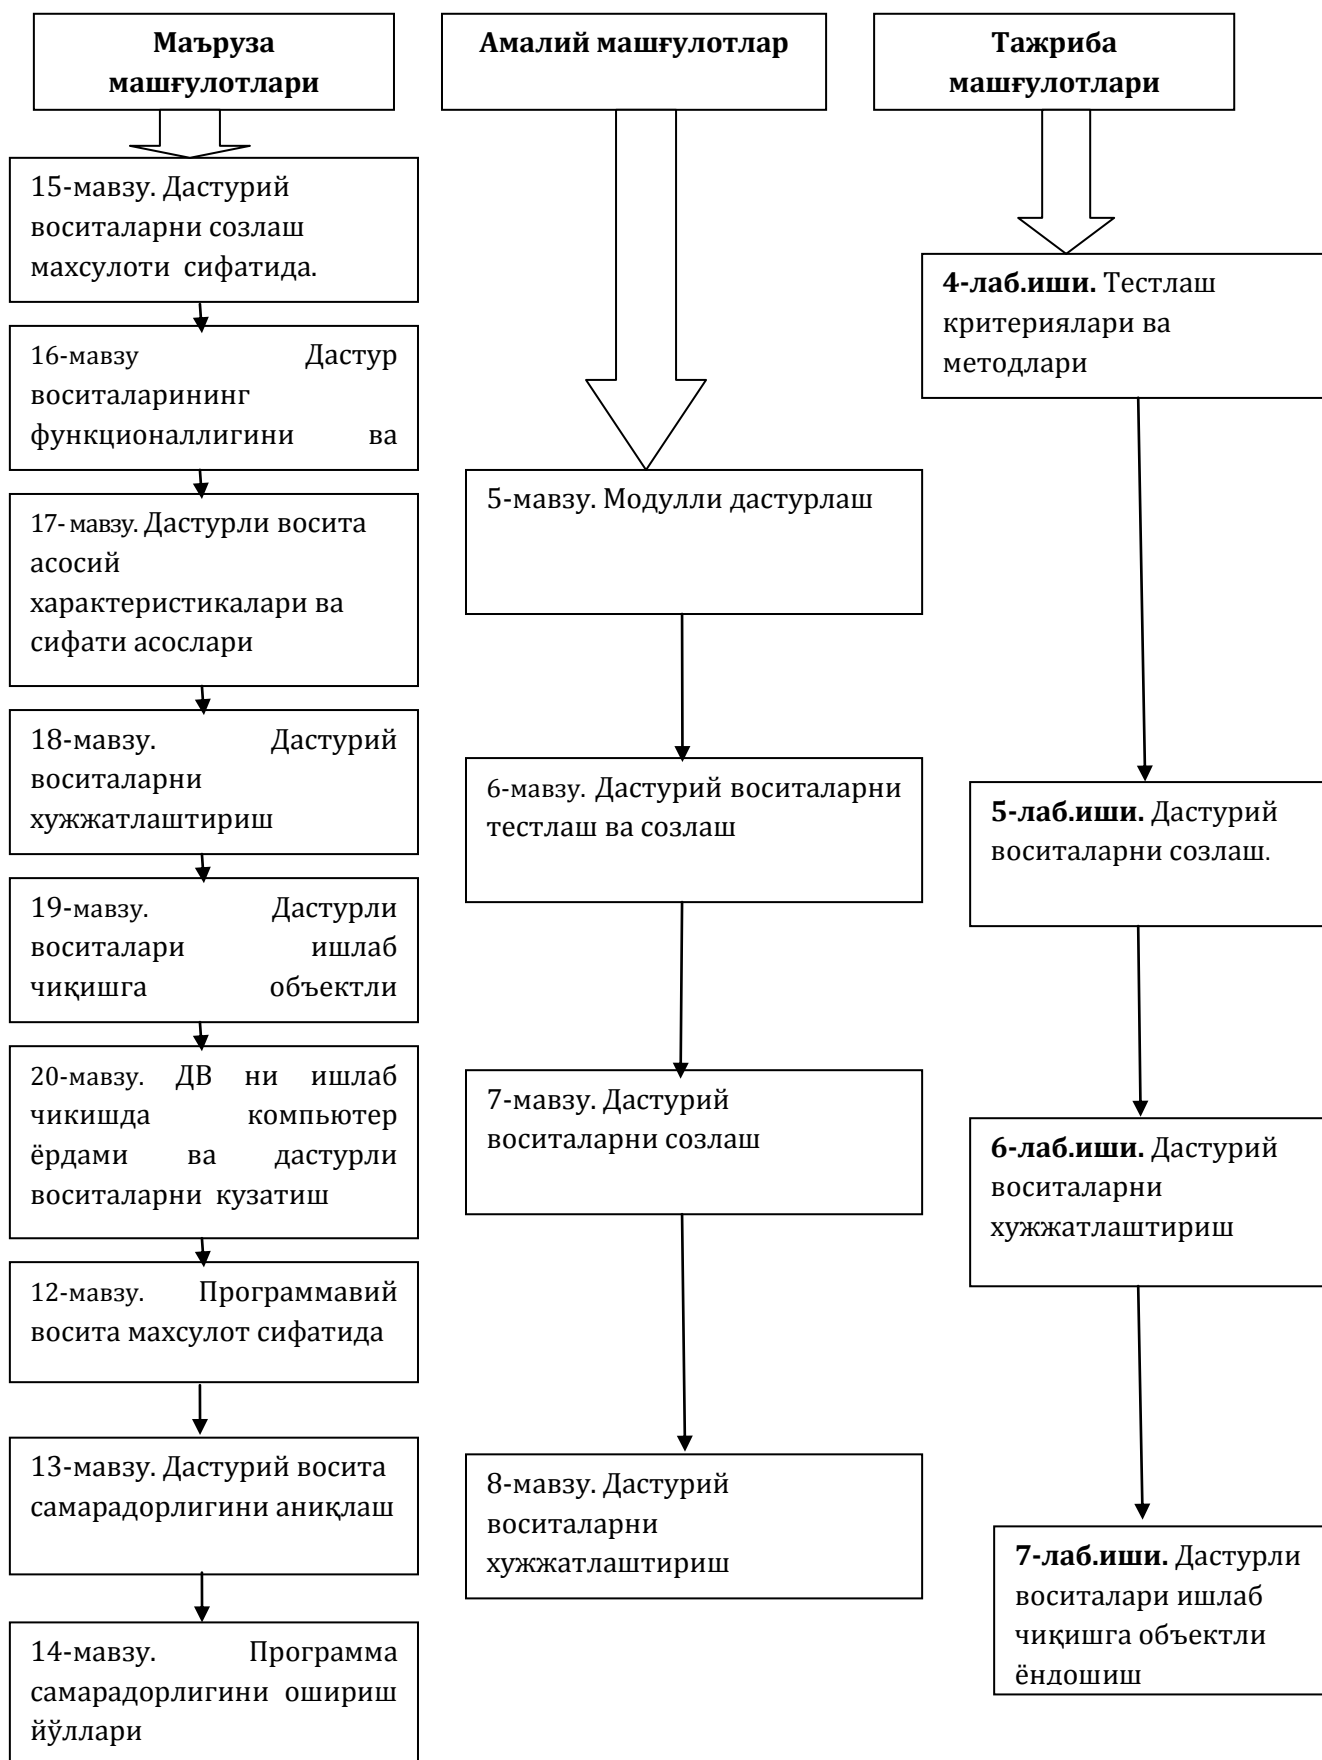 Маъруза
машғулотлари
15-мавзу. Дастурий
воситаларни созлаш
махсулоти сифатида.
16-мавзу Дастур
воситаларининг
функционаллигини ва
17- мавзу. Дастурли восита
асосий
характеристикалари ва
сифати асослари
18-мавзу. Дастурий
воситаларни
хужжатлаштириш
19-мавзу. Дастурли
воситалари ишлаб
чиқишга объектли
20-мавзу. ДВ ни ишлаб
чикишда компьютер
ёрдами ва дастурли
воситаларни кузатиш
12-мавзу. Программавий
восита махсулот сифатида
13-мавзу. Дастурий восита
самарадорлигини аниқлаш
14-мавзу. Программа
самарадорлигини ошириш
йўллари
Амалий машғулотлар
5-мавзу. Модулли дастурлаш
6-мавзу. Дастурий воситаларни
тестлаш ва созлаш
7-мавзу. Дастурий
воситаларни созлаш
8-мавзу. Дастурий
воситаларни
хужжатлаштириш
Тажриба
машғулотлари
4-лаб.иши. Тестлаш
критериялари ва
методлари
5-лаб.иши. Дастурий
воситаларни созлаш.
6-лаб.иши. Дастурий
воситаларни
хужжатлаштириш
7-лаб.иши. Дастурли
воситалари ишлаб
чиқишга объектли
ёндошиш